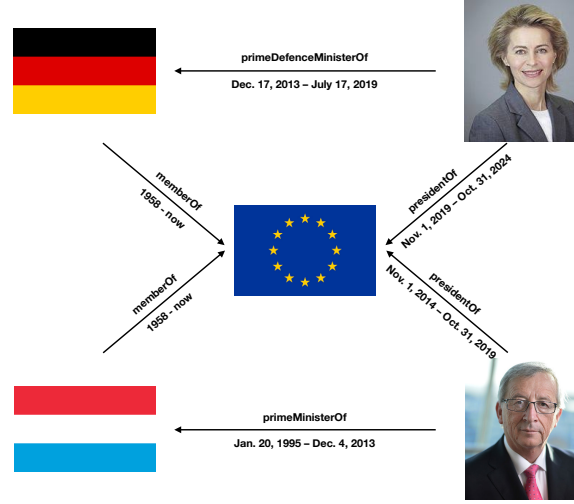 primeDefenceMinisterOf
Dec. 17, 2013 – July 17, 2019
memberOf
1958 - now
presidentOf
Nov. 1, 2019 – Oct. 31, 2024
memberOf
1958 - now
presidentOf
Nov. 1, 2014 – Oct. 31, 2019
primeMinisterOf
Jan. 20, 1995 – Dec. 4, 2013